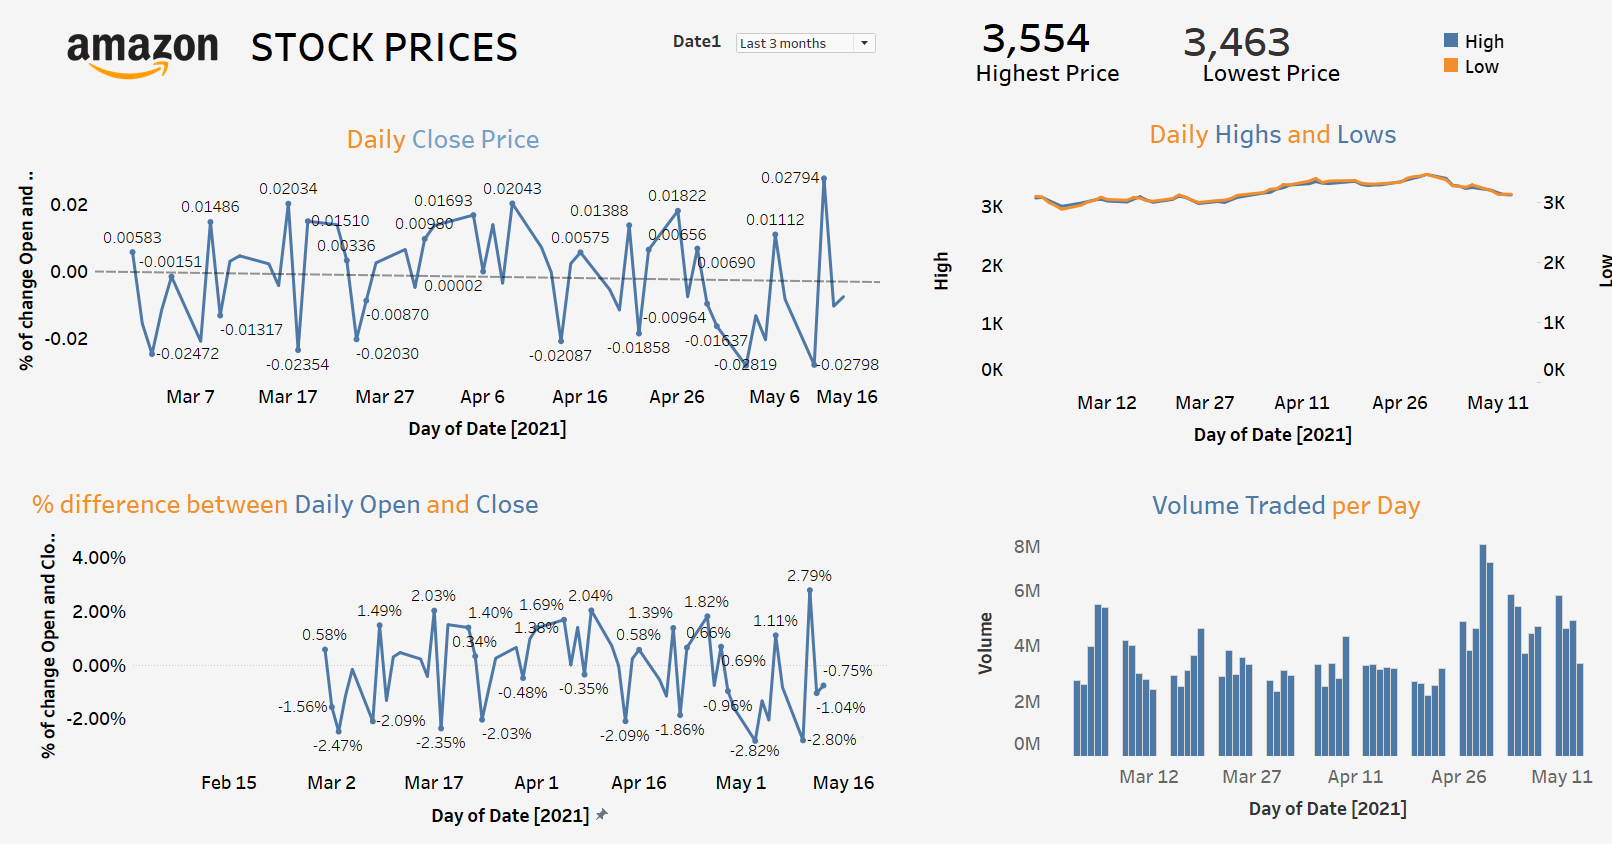 amazon STOCK PRICES
Date1 Last 3 months
3,554
Highest Price
3,463
Lowest Price
High
Low
Daily Close Price
% of change Open and ..
0.02
0.00
-0.02
0.00583
-0.02472
-0.00151
0.01486
-0.01317
0.02034
-0.02354
0.01510
0.00336
-0.02030
-0.00870
0.00980
0.01693
0.00002
0.02043
-0.02087
0.00575
0.01388
-0.01858
0.00656
0.01822
0.00690
-0.00964
-0.01637
-0.02819
0.01112
-0.02798
0.02794
Mar 7
Mar 17
Mar 27
Apr 6
Apr 16
Apr 26
May 6
May 16
Day of Date [2021]
Daily Highs and Lows
High
3K
2K
1K
0K
3K
2K
1K
0K
Low
Mar 12
Mar 27
Apr 11
Apr 26
May 11
Day of Date [2021]
% difference between Daily Open and Close
% of change Open and Clo..
4.00%
2.00%
0.00%
-2.00%
0.58%
-1.56%
-2.47%
-2.09%
1.49%
2.03%
-2.35%
1.40%
0.34%
-2.03%
-0.48%
1.38%
1.69%
-0.35%
2.04%
-2.09%
0.58%
1.39%
-1.86%
0.66%
1.82%
0.69%
-0.96%
-2.82%
1.11%
-2.80%
2.79%
-1.04%
-0.75%
Feb 15
Mar 2
Mar 17
Apr 1
Apr 16
May 1
May 16
Day of Date [2021]
Volume Traded per Day
Volume
8M
6M
4M
2M
0M
Mar 12
Mar 27
Apr 11
Apr 26
May 11
Day of Date [2021]